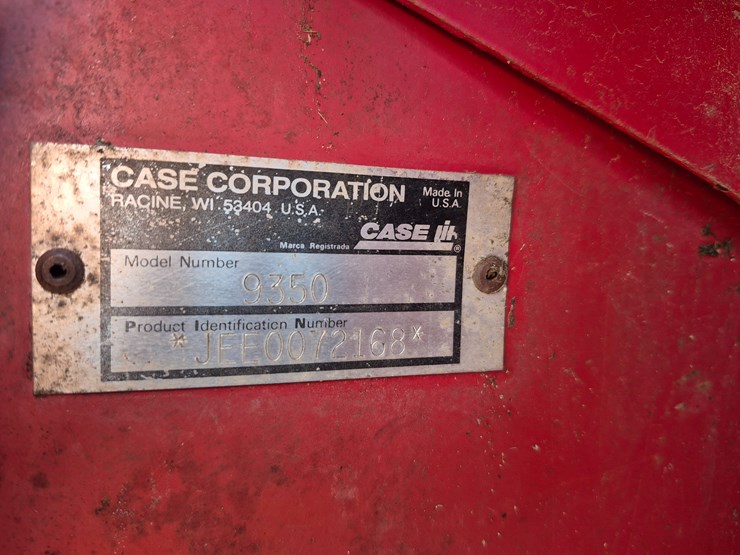 CASE CORPORATION
Made in
U.S.A.
RACINE, WI 53404 U.S.A.
Marca Registrada
CASE IH ®
Model Number
9350
Product Identification Number
*JEE0072168*